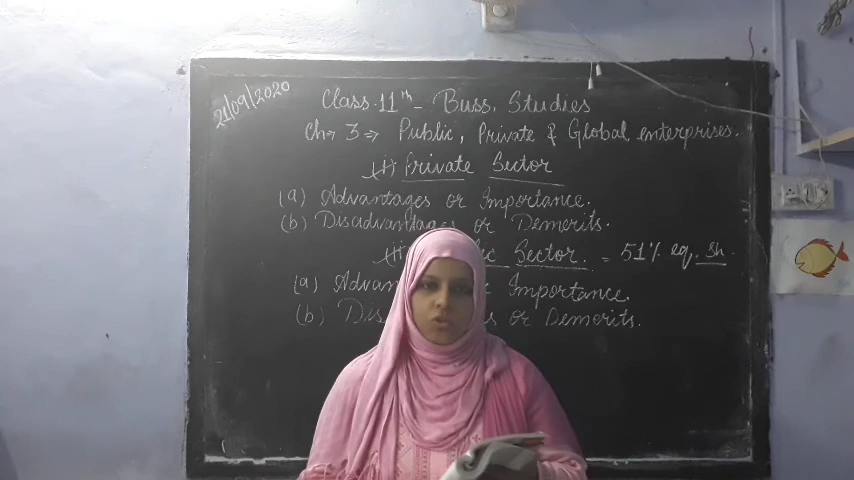 21/09/2020
Class. 11th - Buss. Studies
Ch→ 3 ⇒ Public, Private & Global enterprises.
Private Sector
(a) Advantages or Importance.
(b) Disadvantages or Demerits.
Sector. = 51% eq. sh.
(a) Importance.
(b) or Demerits.